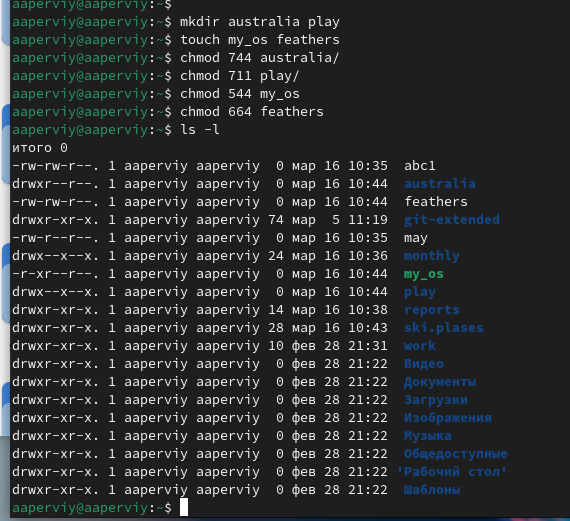 aaperviy@aaperviy:~$
aaperviy@aaperviy:~$ mkdir australia play
aaperviy@aaperviy:~$ touch my_os feathers
aaperviy@aaperviy:~$ chmod 744 australia/
aaperviy@aaperviy:~$ chmod 711 play/
aaperviy@aaperviy:~$ chmod 544 my_os
aaperviy@aaperviy:~$ chmod 664 feathers
aaperviy@aaperviy:~$ ls -l
итого 0
-rw-rw-r--. 1 aaperviy aaperviy  0 мар 16 10:35  abc1
drwxr--r--. 1 aaperviy aaperviy  0 мар 16 10:44  australia
-rw-rw-r--. 1 aaperviy aaperviy  0 мар 16 10:44  feathers
drwxr-xr-x. 1 aaperviy aaperviy 74 мар  5 11:19  git-extended
-rw-r--r--. 1 aaperviy aaperviy  0 мар 16 10:35  may
drwx--x--x. 1 aaperviy aaperviy 24 мар 16 10:36  monthly
-r-xr--r--. 1 aaperviy aaperviy  0 мар 16 10:44  my_os
drwx--x--x. 1 aaperviy aaperviy  0 мар 16 10:44  play
drwxr-xr-x. 1 aaperviy aaperviy 14 мар 16 10:38  reports
drwxr-xr-x. 1 aaperviy aaperviy 28 мар 16 10:43  ski.plases
drwxr-xr-x. 1 aaperviy aaperviy 10 фев 28 21:31  work
drwxr-xr-x. 1 aaperviy aaperviy  0 фев 28 21:22  Видео
drwxr-xr-x. 1 aaperviy aaperviy  0 фев 28 21:22  Документы
drwxr-xr-x. 1 aaperviy aaperviy  0 фев 28 21:22  Загрузки
drwxr-xr-x. 1 aaperviy aaperviy  0 фев 28 21:22  Изображения
drwxr-xr-x. 1 aaperviy aaperviy  0 фев 28 21:22  Музыка
drwxr-xr-x. 1 aaperviy aaperviy  0 фев 28 21:22  Общедоступные
drwxr-xr-x. 1 aaperviy aaperviy  0 фев 28 21:22 'Рабочий стол'
drwxr-xr-x. 1 aaperviy aaperviy  0 фев 28 21:22  Шаблоны
aaperviy@aaperviy:~$